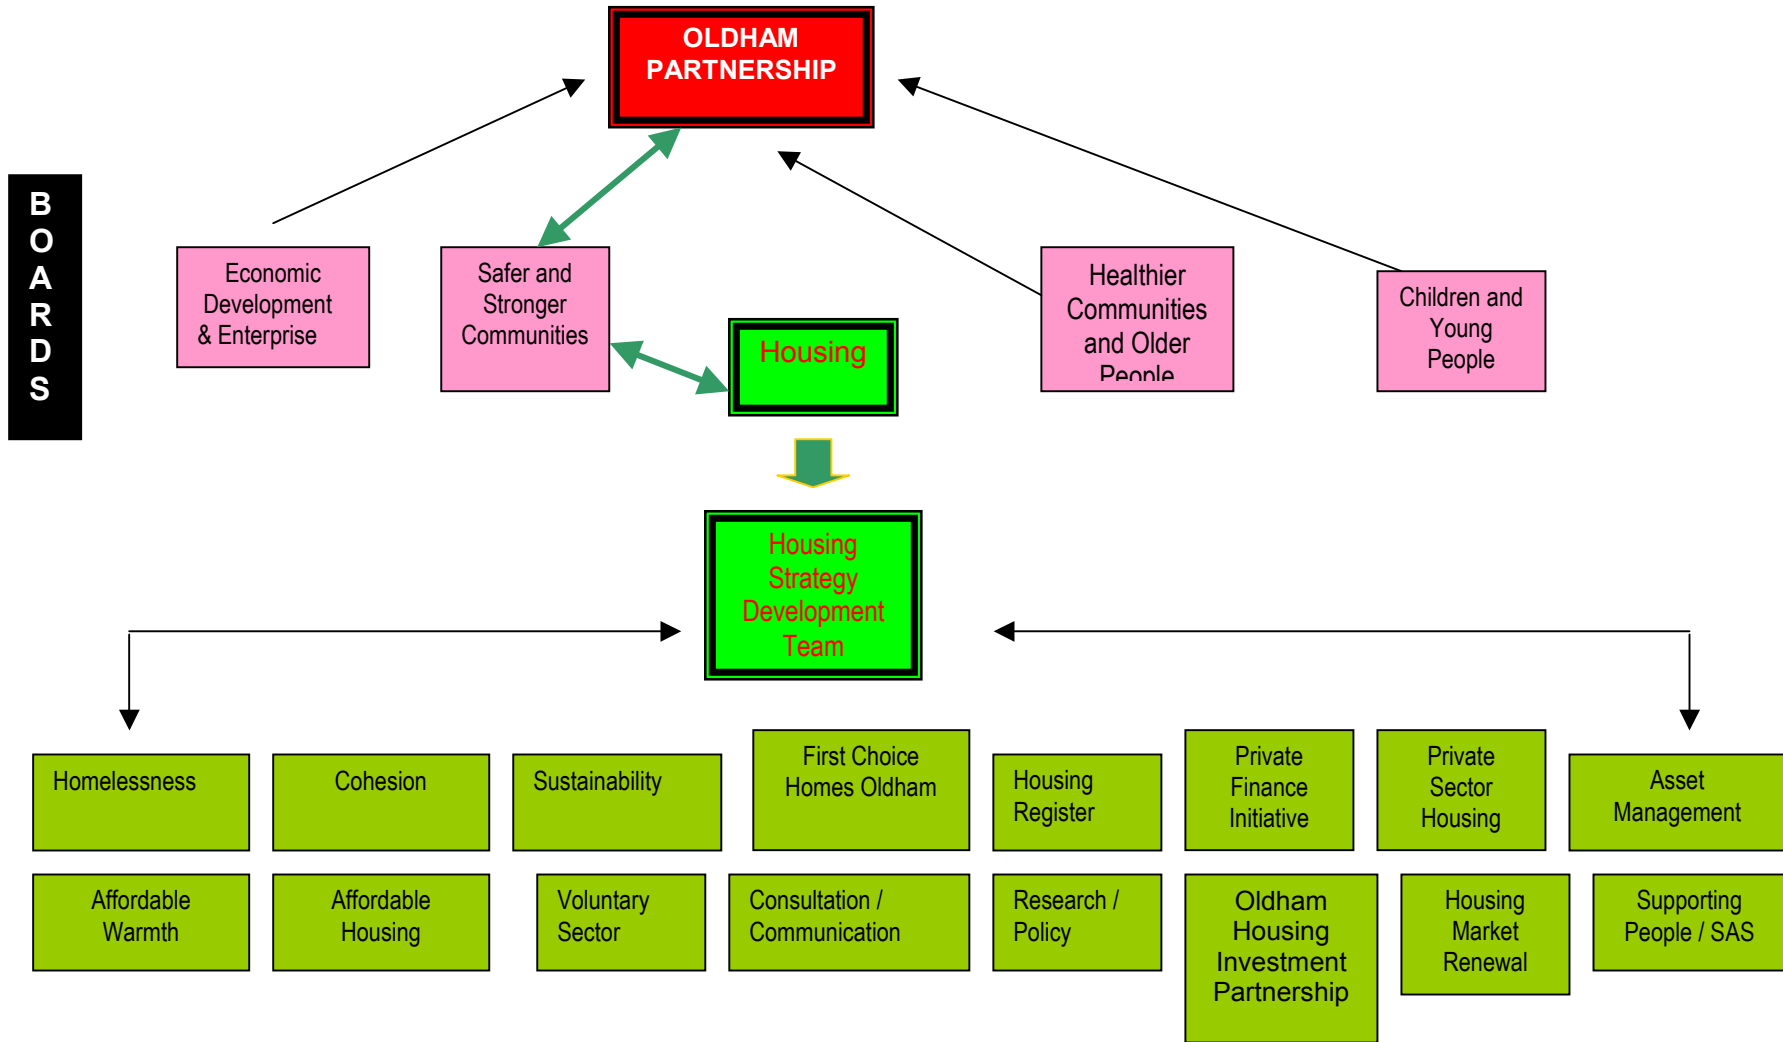 OLDHAM
PARTNERSHIP
B
O
A
R
D
S
Economic
Development
& Enterprise
Safer and
Stronger
Communities
Housing
Healthier
Communities
and Older
People
Children and
Young
People
Housing
Strategy
Development
Team
Homelessness
Cohesion
Sustainability
First Choice
Homes Oldham
Housing
Register
Private
Finance
Initiative
Private
Sector
Housing
Asset
Management
Affordable
Warmth
Affordable
Housing
Voluntary
Sector
Consultation /
Communication
Research /
Policy
Oldham
Housing
Investment
Partnership
Housing
Market
Renewal
Supporting
People / SAS